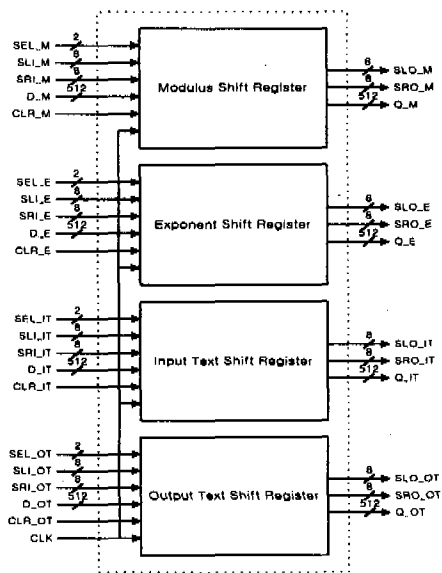 SEL_M 2
SLI_M 8
SRI_M 8
D_M 512
CLR_M
Modulus Shift Register
8 SLO_M
8 SRO_M
512 Q_M
SEL_E 2
SLI_E 8
SRI_E 8
D_E 512
CLR_E
Exponent Shift Register
8 SLO_E
8 SRO_E
512 Q_E
SEL_IT 2
SLI_IT 8
SRI_IT 8
D_IT 512
CLR_IT
Input Text Shift Register
8 SLO_IT
8 SRO_IT
512 Q_IT
SEL_OT 2
SLI_OT 8
SRI_OT 8
D_OT 512
CLR_OT
CLK
Output Text Shift Register
8 SLO_OT
8 SRO_OT
512 Q_OT